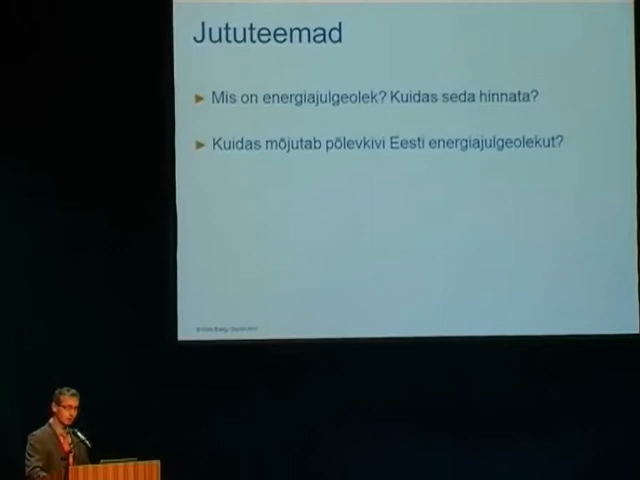 Jututeemad
Mis on energiajulgeolek? Kuidas seda hinnata?
Kuidas mõjutab põlevkivi Eesti energiajulgeolekut?